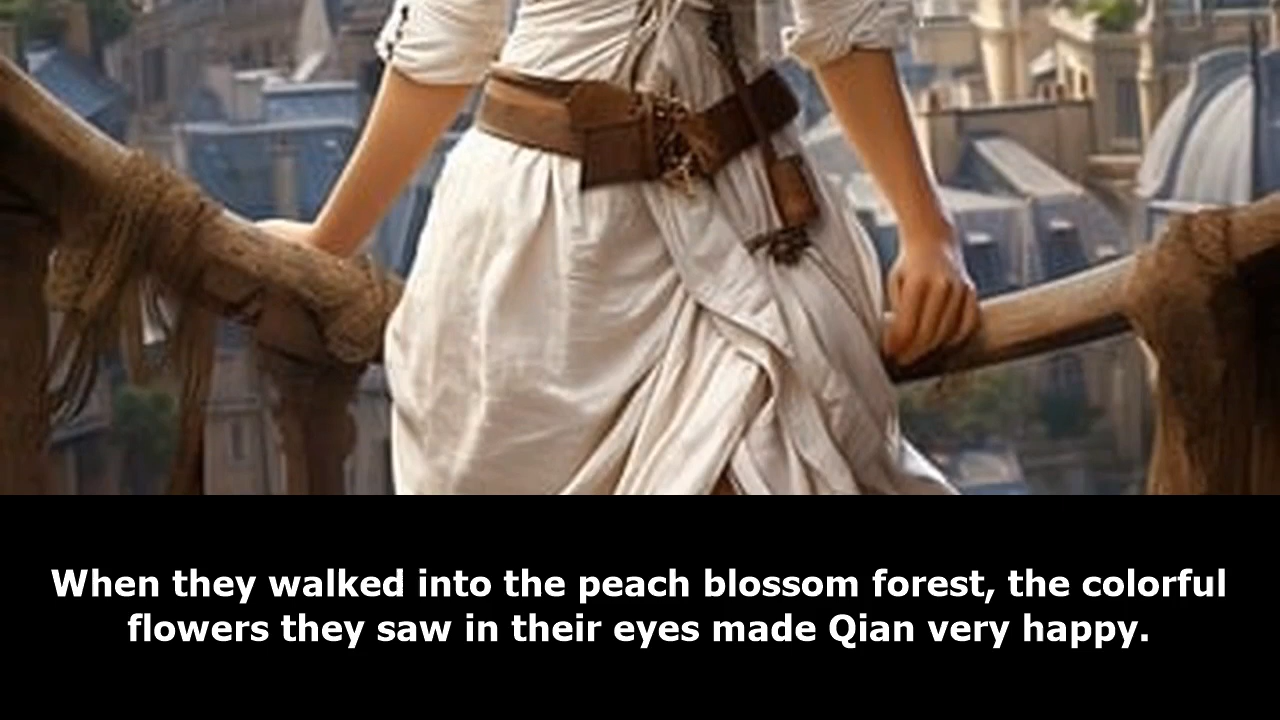 When they walked into the peach blossom forest, the colorful
flowers they saw in their eyes made Qian very happy.